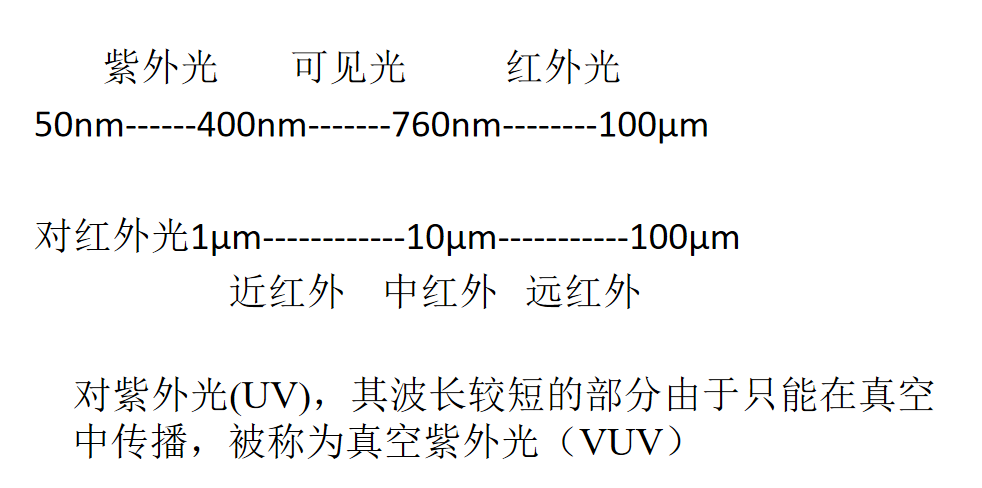 紫外光 可见光 红外光
50nm------400nm-------760nm--------100μm
对红外光1μm------------10μm-----------100μm
近红外 中红外 远红外
对紫外光(UV)，其波长较短的部分由于只能在真空
中传播，被称为真空紫外光（VUV）